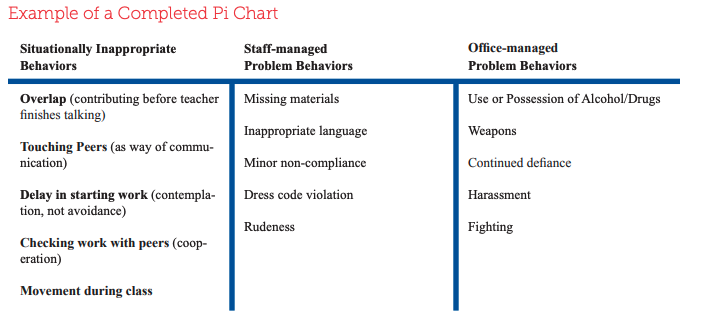 Example of a Completed Pi Chart
Situationally Inappropriate
Behaviors
Overlap (contributing before teacher
finishes talking)
Touching Peers (as way of commu-
nication)
Delay in starting work (contempla-
tion, not avoidance)
Checking work with peers (coop-
eration)
Movement during class
Staff-managed
Problem Behaviors
Missing materials
Inappropriate language
Minor non-compliance
Dress code violation
Rudeness
Office-managed
Problem Behaviors
Use or Possession of Alcohol/Drugs
Weapons
Continued defiance
Harassment
Fighting